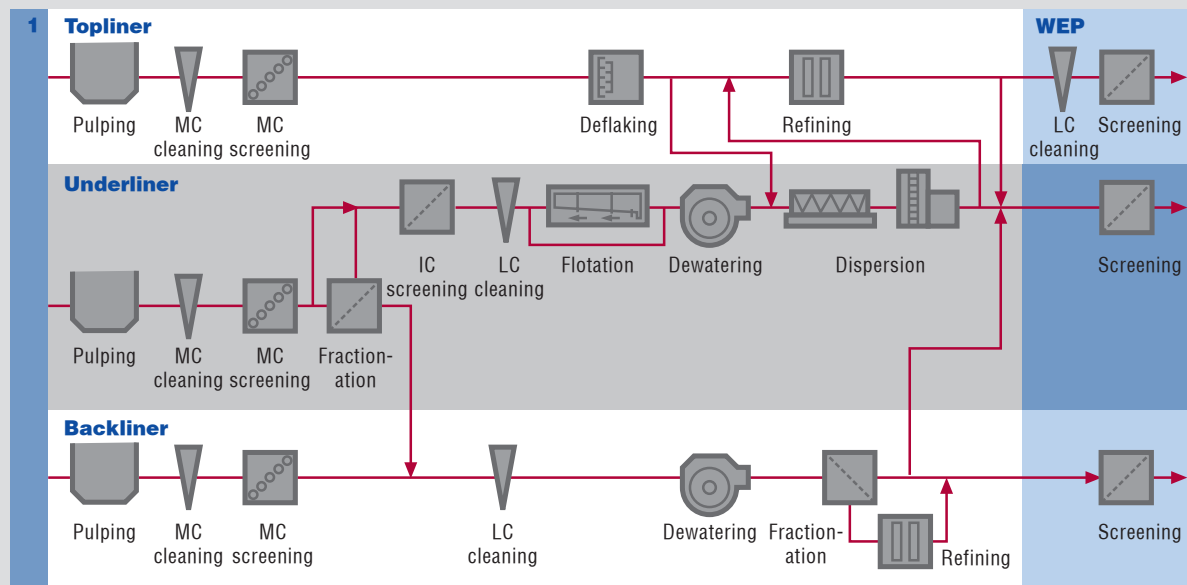 1
Topliner
WEP
Pulping
MC
cleaning
MC
screening
Deflaking
Refining
LC
cleaning
Screening
Underliner
IC
screening
LC
cleaning
Flotation
Dewatering
Dispersion
Screening
Pulping
MC
cleaning
MC
screening
Fraction-
ation
Backliner
Pulping
MC
cleaning
MC
screening
LC
cleaning
Dewatering
Fraction-
ation
Refining
Screening